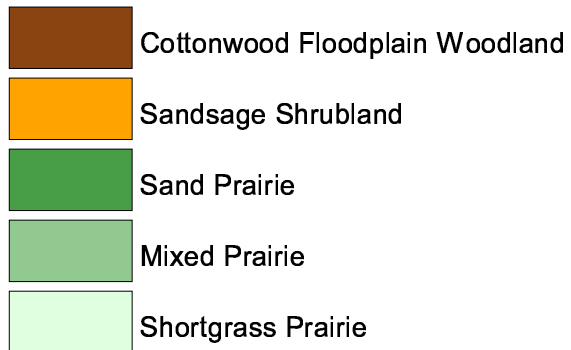 Cottonwood Floodplain Woodland
Sandsage Shrubland
Sand Prairie
Mixed Prairie
Shortgrass Prairie